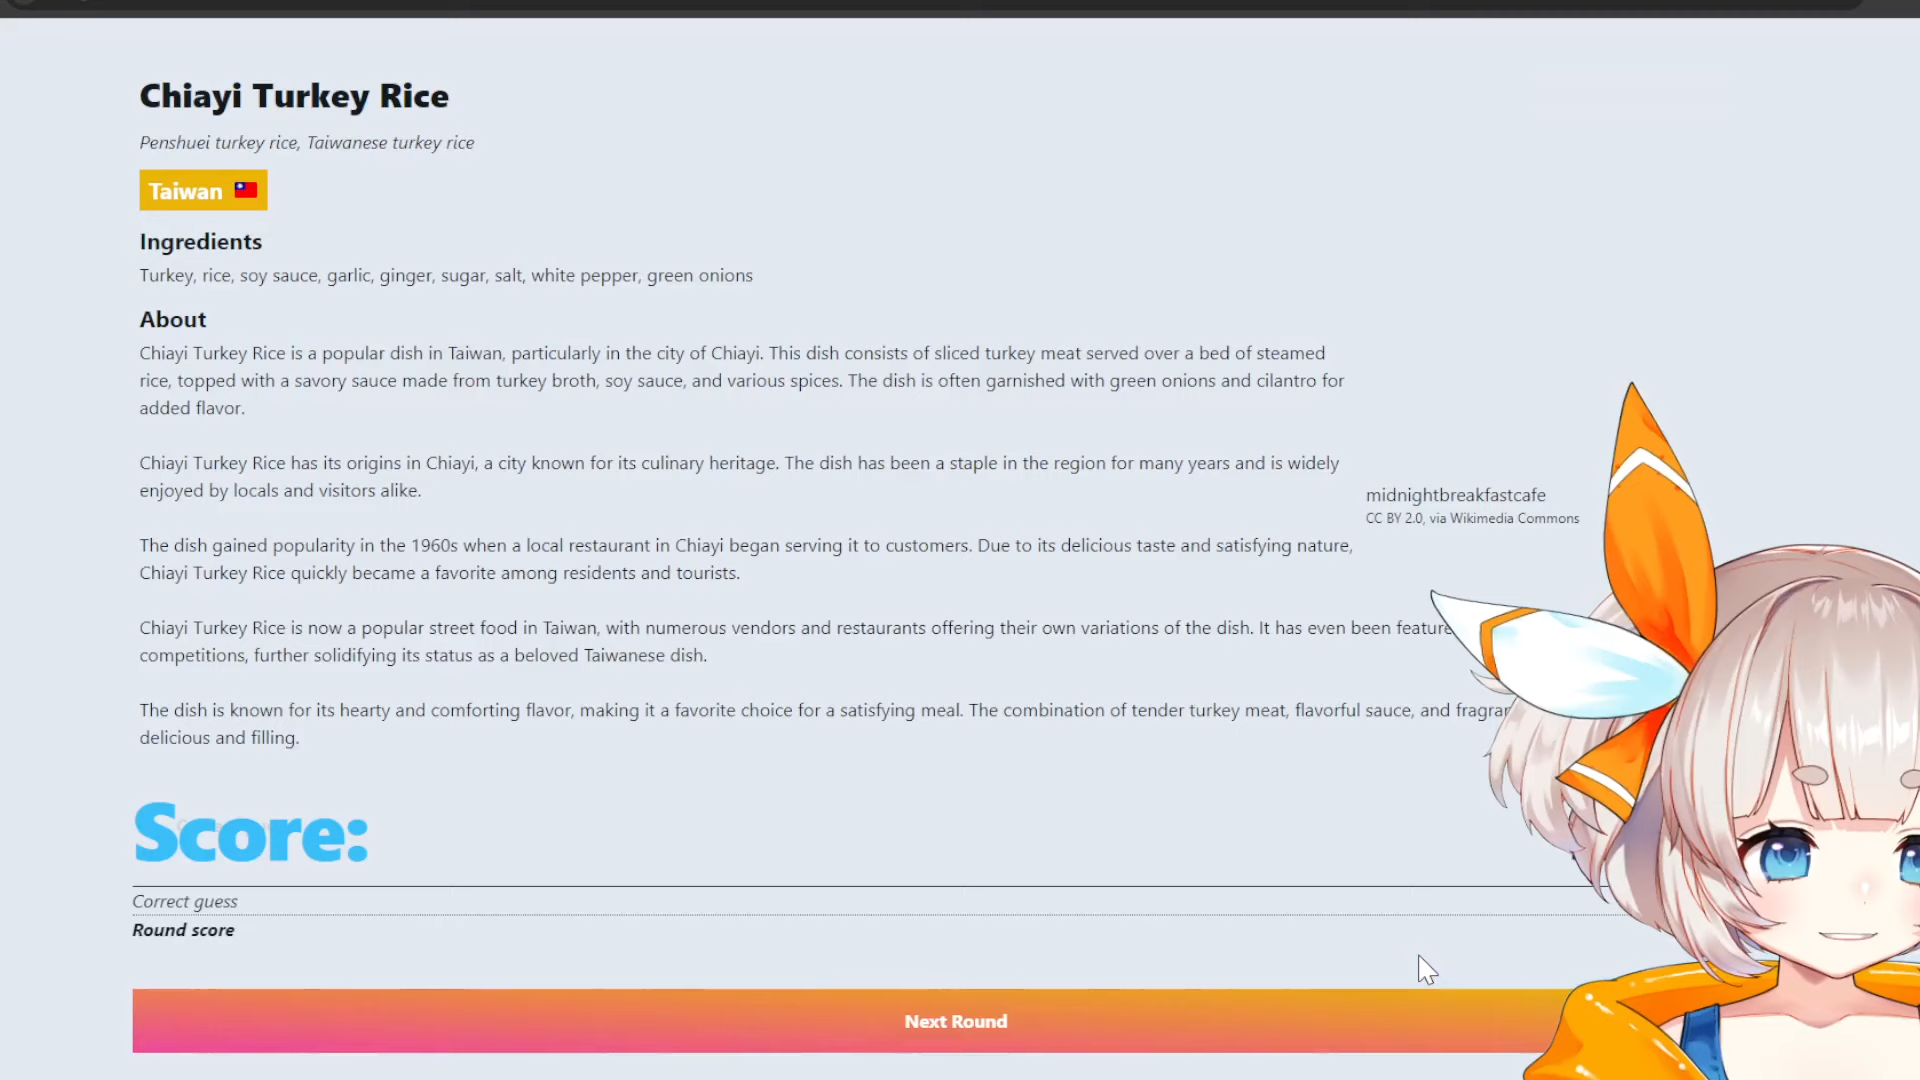 Chiayi Turkey Rice
Penshuei turkey rice, Taiwanese turkey rice
Taiwan
Ingredients
Turkey, rice, soy sauce, garlic, ginger, sugar, salt, white pepper, green onions
About
Chiayi Turkey Rice is a popular dish in Taiwan, particularly in the city of Chiayi. This dish consists of sliced turkey meat served over a bed of steamed
rice, topped with a savory sauce made from turkey broth, soy sauce, and various spices. The dish is often garnished with green onions and cilantro for
added flavor.
Chiayi Turkey Rice has its origins in Chiayi, a city known for its culinary heritage. The dish has been a staple in the region for many years and is widely
enjoyed by locals and visitors alike.
midnightbreakfastcafe
CC BY 2.0, via Wikimedia Commons
The dish gained popularity in the 1960s when a local restaurant in Chiayi began serving it to customers. Due to its delicious taste and satisfying nature,
Chiayi Turkey Rice quickly became a favorite among residents and tourists.
Chiayi Turkey Rice is now a popular street food in Taiwan, with numerous vendors and restaurants offering their own variations of the dish. It has even been
competitions, further solidifying its status as a beloved Taiwanese dish.
The dish is known for its hearty and comforting flavor, making it a favorite choice for a satisfying meal. The combination of tender turkey meat, flavorful sauce, and
delicious and filling.
Score:
Correct guess
Round score
Next Round